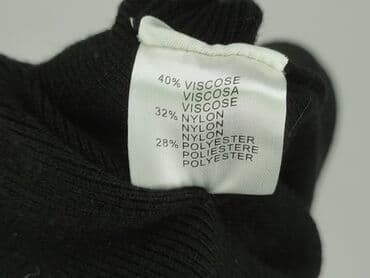 40% VISCOSE
VISCOSA
VISCOSE
32% NYLON
NYLON
NYLON
28% POLYESTER
POLIESTERE
POLYESTER